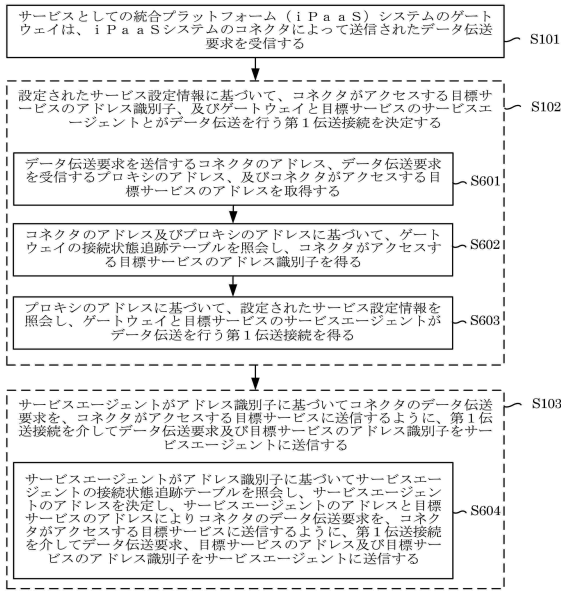 サービスとしての統合プラットフォーム（ｉＰａａＳ）システムのゲート
ウェイは、ｉＰａａＳシステムのコネクタによって送信されたデータ伝送
要求を受信する
S101
設定されたサービス設定情報に基づいて、コネクタがアクセスする目標サ
ービスのアドレス識別子、及びゲートウェイと目標サービスのサービスエ
ージェントとがデータ伝送を行う第１伝送接続を決定する
S102
データ伝送要求を送信するコネクタのアドレス、データ伝送要求
を受信するプロキシのアドレス、及びコネクタがアクセスする目
標サービスのアドレスを取得する
S601
コネクタのアドレス及びプロキシのアドレスに基づいて、ゲート
ウェイの接続状態追跡テーブルを照会し、コネクタがアクセスす
る目標サービスのアドレス識別子を得る
S602
プロキシのアドレスに基づいて、設定されたサービス設定情報を
照会し、ゲートウェイと目標サービスのサービスエージェントが
データ伝送を行う第１伝送接続を得る
S603
サービスエージェントがアドレス識別子に基づいてコネクタのデータ伝送
要求を、コネクタがアクセスする目標サービスに送信するように、第１伝
送接続を介してデータ伝送要求及び目標サービスのアドレス識別子をサー
ビスエージェントに送信する
S103
サービスエージェントがアドレス識別子に基づいてサービスエー
ジェントの接続状態追跡テーブルを照会し、サービスエージェント
のアドレスを決定し、サービスエージェントのアドレスと目標
サービスのアドレスによりコネクタのデータ伝送要求を、コネク
タがアクセスする目標サービスに送信するように、第１伝送接続
を介してデータ伝送要求、目標サービスのアドレス及び目標サー
ビスのアドレス識別子をサービスエージェントに送信する
S604